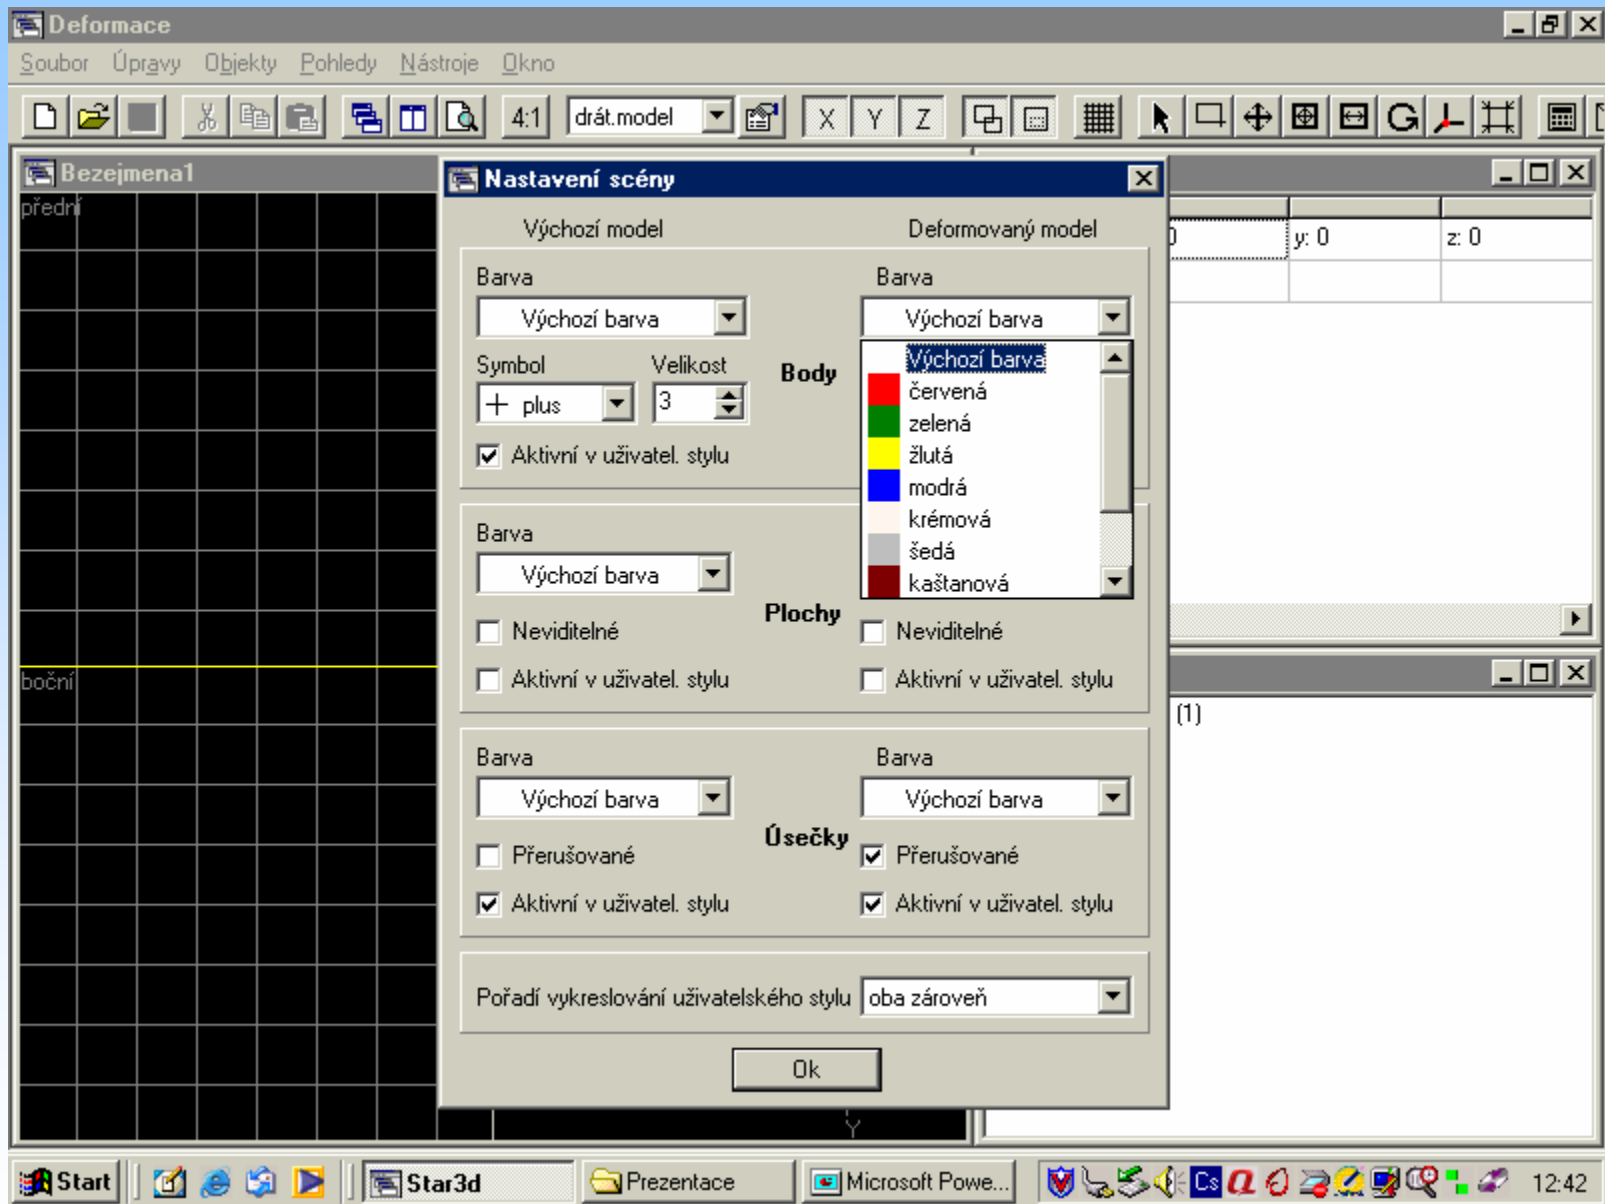 Deformace
Soubor Úpravy Objekty Pohledy Nástroje Okno
4:1 drát.model X Y Z
Bezejmena1
přední
Nastavení scény
Výchozí model Deformovaný model
y: 0 z: 0
Barva Barva
Výchozí barva Výchozí barva
Symbol Velikost Body Výchozí barva
plus 3 červená
zelená
Aktivní v uživatel. stylu žlutá
modrá
Barva krémová
Výchozí barva šedá
kaštanová
Plochy
Neviditelné Neviditelné
boční Aktivní v uživatel. stylu Aktivní v uživatel. stylu
(1)
Barva Barva
Výchozí barva Výchozí barva
Úsečky
Přerušované Přerušované
Aktivní v uživatel. stylu Aktivní v uživatel. stylu
Pořadí vykreslování uživatelského stylu oba zároveň
Ok
Y
Start Star3d Prezentace Microsoft Powe... Cs 12:42